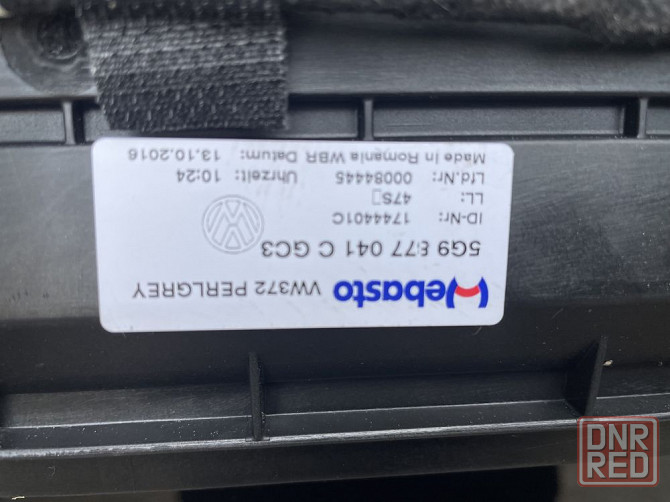 Webasto VW372 PERLGREY
5G9 877 041 C GC3
ID-Nr: 1744401C
LL: 47S
Lfd.Nr: 00084445 Uhrzeit: 10:24
Made in Romania WBR Datum: 13.10.2016
DNR
RED